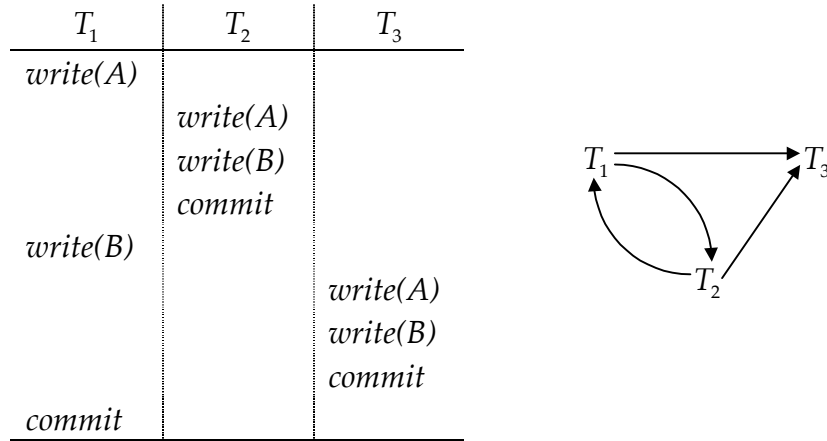 T₁ T₂ T₃
write(A)
write(A)
write(B)
commit
write(B)
write(A)
write(B)
commit
commit
T₁ T₃
T₂